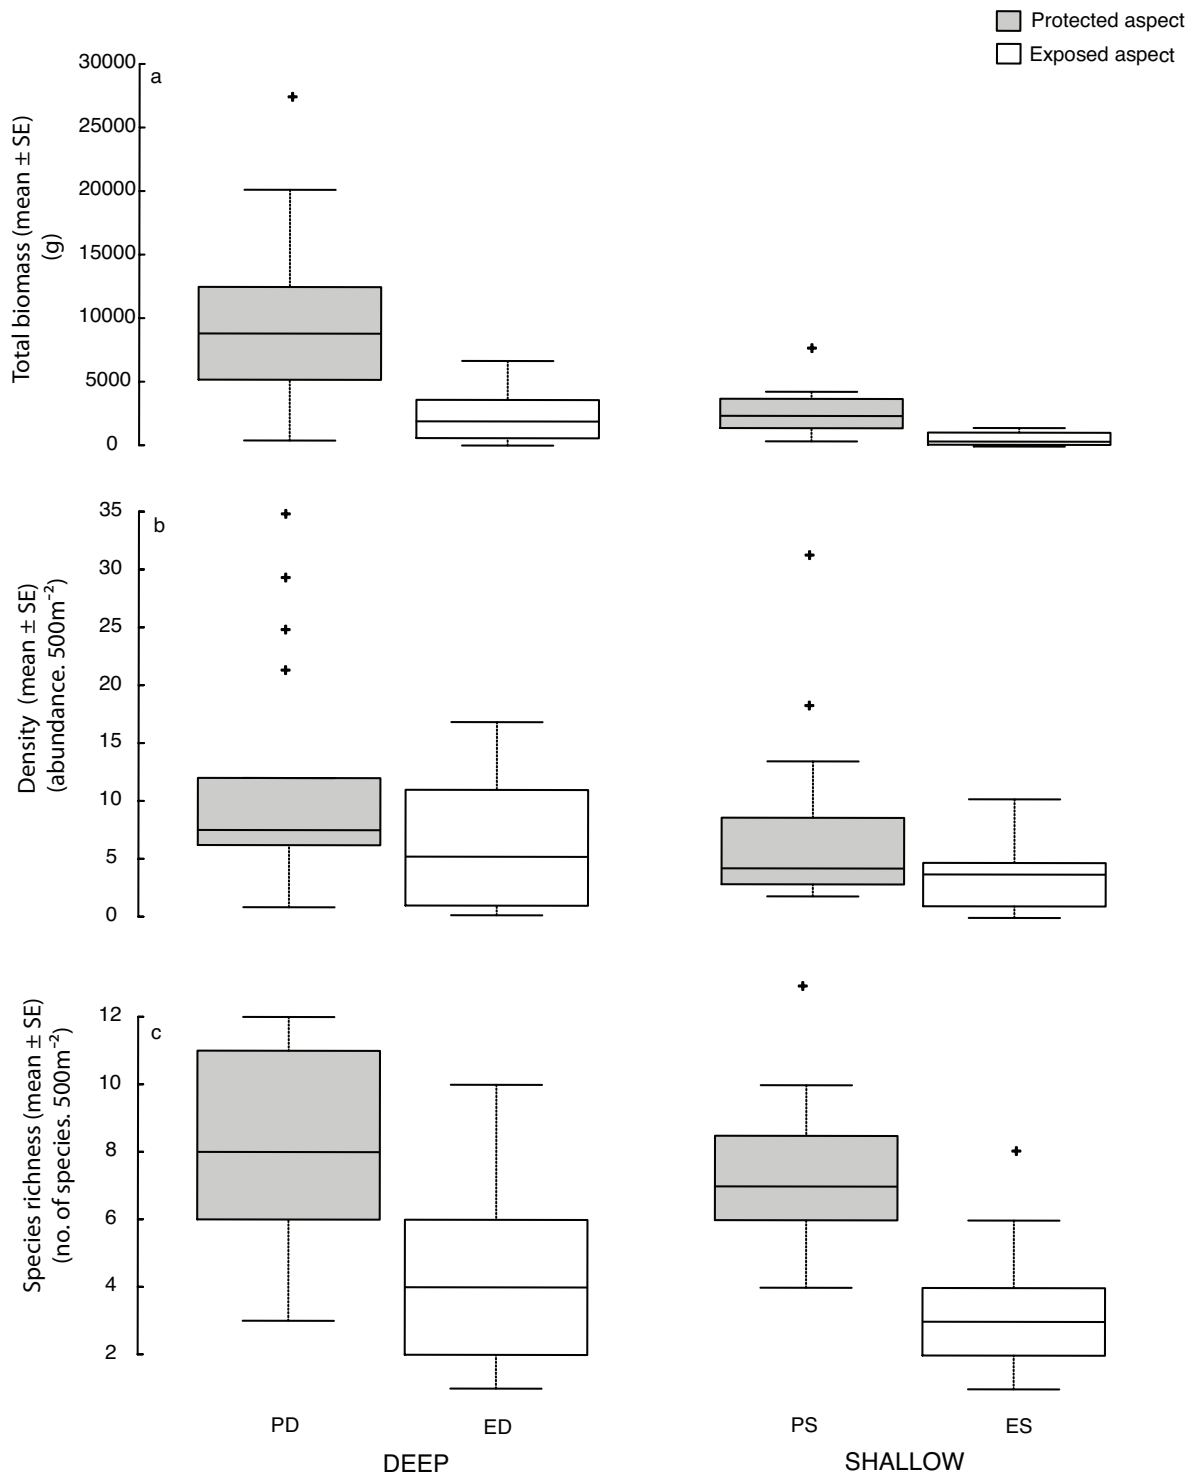 Protected aspect
Exposed aspect
a
Total biomass (mean ± SE)
(g)
30000
25000
20000
15000
10000
5000
0
b
Density (mean ± SE)
(abundance. 500m⁻²)
35
30
25
20
15
10
5
0
c
Species richness (mean ± SE)
(no. of species. 500m⁻²)
12
10
8
6
4
2
PD ED PS ES
DEEP SHALLOW